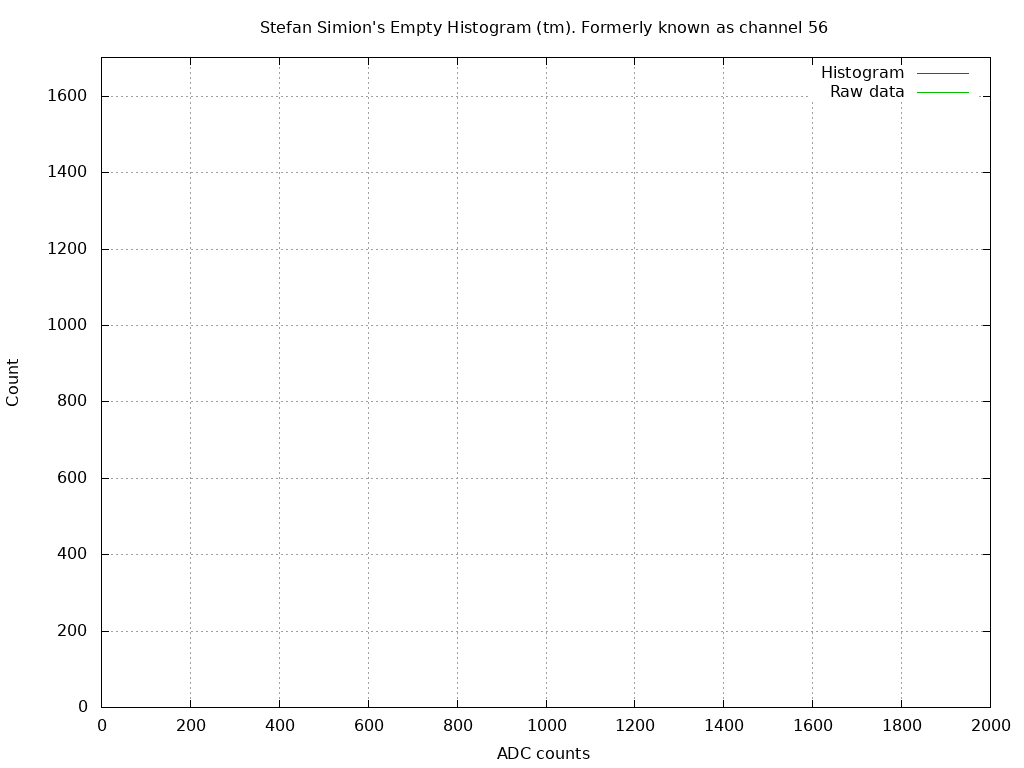 Stefan Simion's Empty Histogram (tm). Formerly known as channel 56
Histogram
Raw data
1600
1400
1200
1000
800
600
400
200
0
Count
0 200 400 600 800 1000 1200 1400 1600 1800 2000
ADC counts